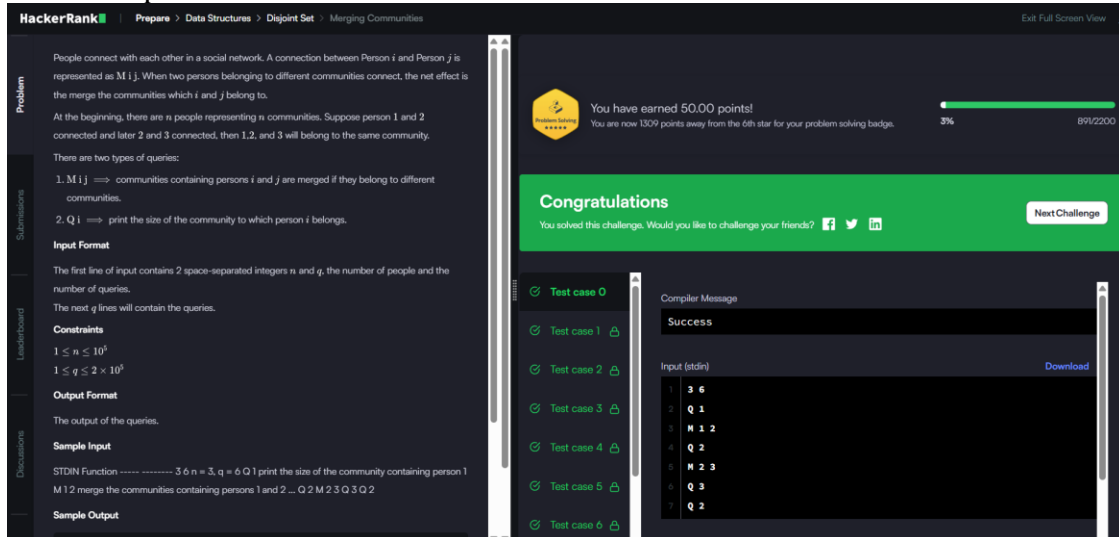 HackerRank | Prepare > Data Structures > Disjoint Set > Merging Communities
Exit Full Screen View
Problem
Submissions
Leaderboard
Discussions
People connect with each other in a social network. A connection between Person i and Person j is
represented as M i j. When two persons belonging to different communities connect, the net effect is
the merge the communities which i and j belong to.
At the beginning, there are n people representing n communities. Suppose person 1 and 2
connected and later 2 and 3 connected, then 1,2, and 3 will belong to the same community.
There are two types of queries:
1. M i j ⟹ communities containing persons i and j are merged if they belong to different
communities.
2. Q i ⟹ print the size of the community to which person i belongs.
Input Format
The first line of input contains 2 space-separated integers n and q, the number of people and the
number of queries.
The next q lines will contain the queries.
Constraints
1 ≤ n ≤ 10⁵
1 ≤ q ≤ 2 × 10⁵
Output Format
The output of the queries.
Sample Input
STDIN Function ----- -------- 3 6 n = 3, q = 6 Q 1 print the size of the community containing person 1
M 1 2 merge the communities containing persons 1 and 2 ... Q 2 M 2 3 Q 3 Q 2
Sample Output
Problem Solving
You have earned 50.00 points!
You are now 1309 points away from the 6th star for your problem solving badge.
3%
891/2200
Congratulations
You solved this challenge. Would you like to challenge your friends?
Next Challenge
Test case 0
Test case 1
Test case 2
Test case 3
Test case 4
Test case 5
Test case 6
Compiler Message
Success
Input (stdin)
Download
1 3 6
2 Q 1
3 M 1 2
4 Q 2
5 M 2 3
6 Q 3
7 Q 2